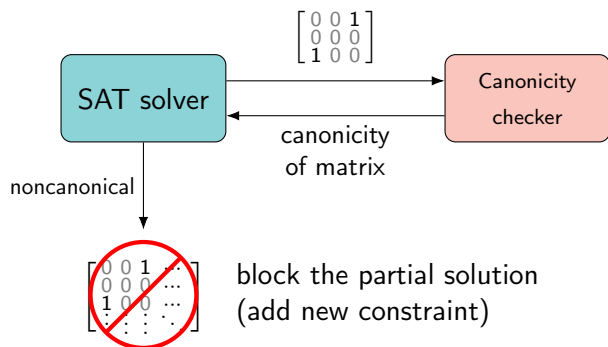 0 0 1
0 0 0
1 0 0
SAT solver
Canonicity
checker
canonicity
of matrix
noncanonical
0 0 1 ...
0 0 0 ...
1 0 0 ...
⋮ ⋮ ⋮ ⋱
block the partial solution
(add new constraint)